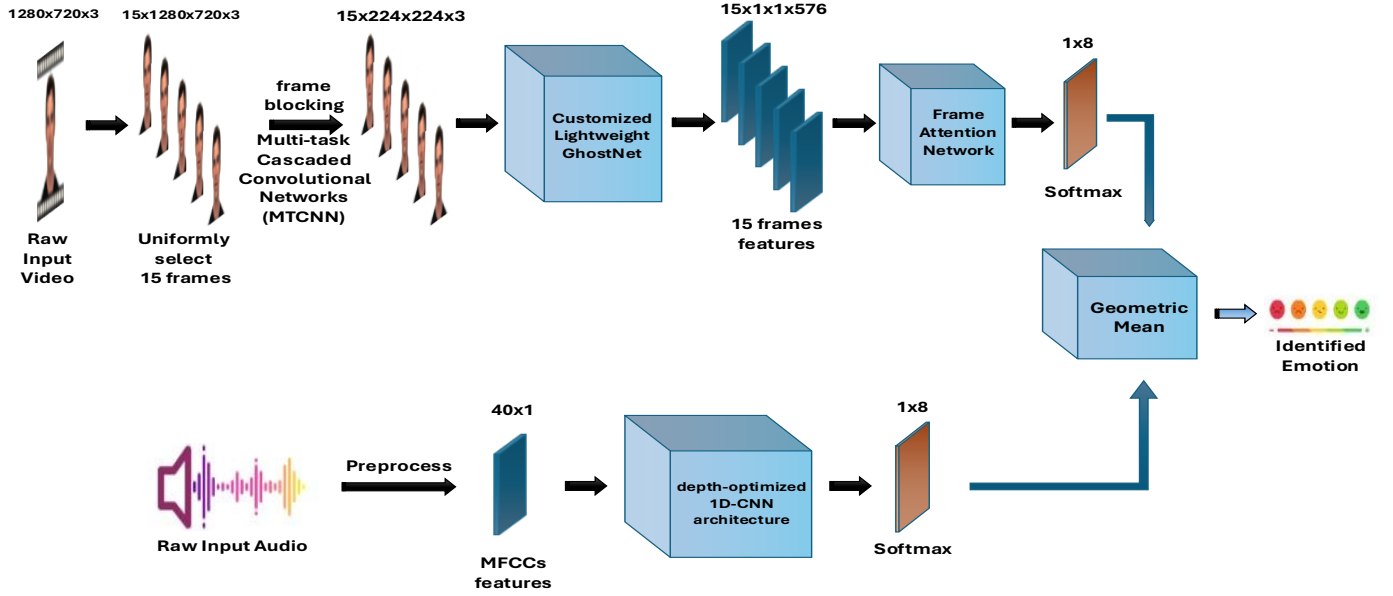 1280x720x3
15x1280x720x3
15x224x224x3
15x1x1x576
1x8
frame
blocking
Multi-task
Cascaded
Convolutional
Networks
(MTCNN)
Customized
Lightweight
GhostNet
Frame
Attention
Network
Softmax
Raw
Input
Video
Uniformly
select
15 frames
15 frames
features
Geometric
Mean
Identified
Emotion
40x1
1x8
Preprocess
depth-optimized
1D-CNN
architecture
Raw Input Audio
MFCCs
features
Softmax